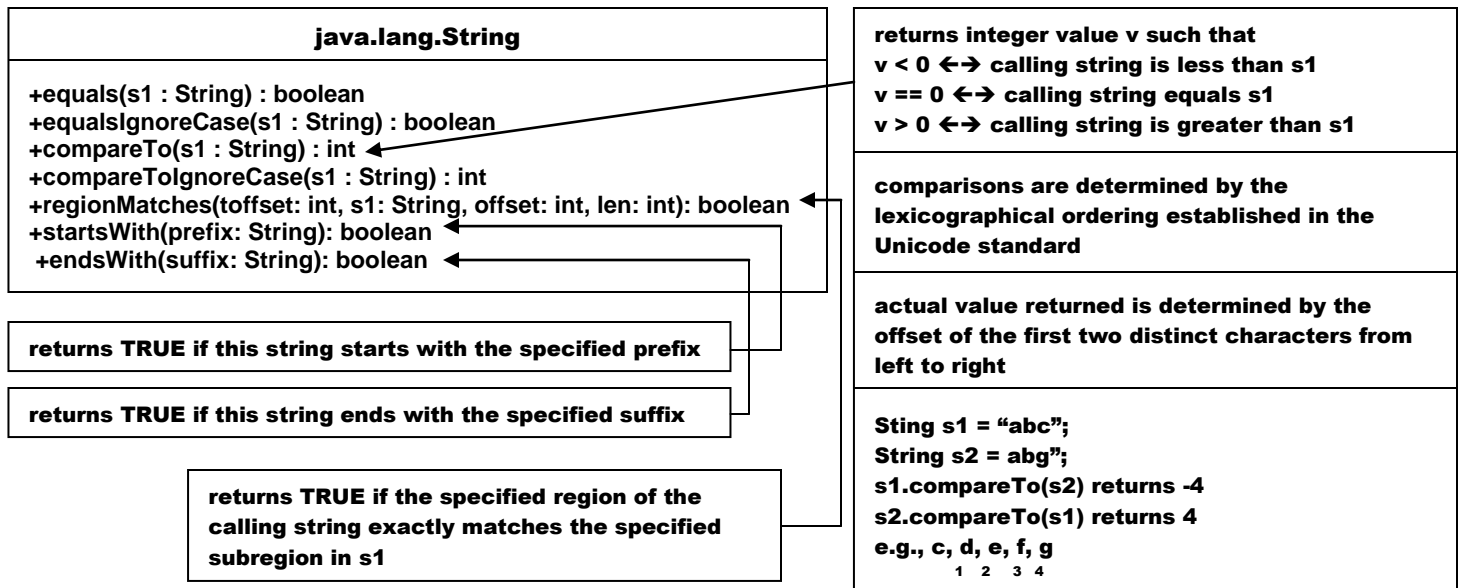 java.lang.String
+equals(s1 : String) : boolean
+equalsIgnoreCase(s1 : String) : boolean
+compareTo(s1 : String) : int
+compareToIgnoreCase(s1 : String) : int
+regionMatches(toffset: int, s1: String, offset: int, len: int): boolean
+startsWith(prefix: String): boolean
+endsWith(suffix: String): boolean
returns TRUE if this string starts with the specified prefix
returns TRUE if this string ends with the specified suffix
returns TRUE if the specified region of the
calling string exactly matches the specified
subregion in s1
returns integer value v such that
v < 0 ←→ calling string is less than s1
v == 0 ←→ calling string equals s1
v > 0 ←→ calling string is greater than s1
comparisons are determined by the
lexicographical ordering established in the
Unicode standard
actual value returned is determined by the
offset of the first two distinct characters from
left to right
Sting s1 = “abc”;
String s2 = abg”;
s1.compareTo(s2) returns -4
s2.compareTo(s1) returns 4
e.g., c, d, e, f, g
1 2 3 4